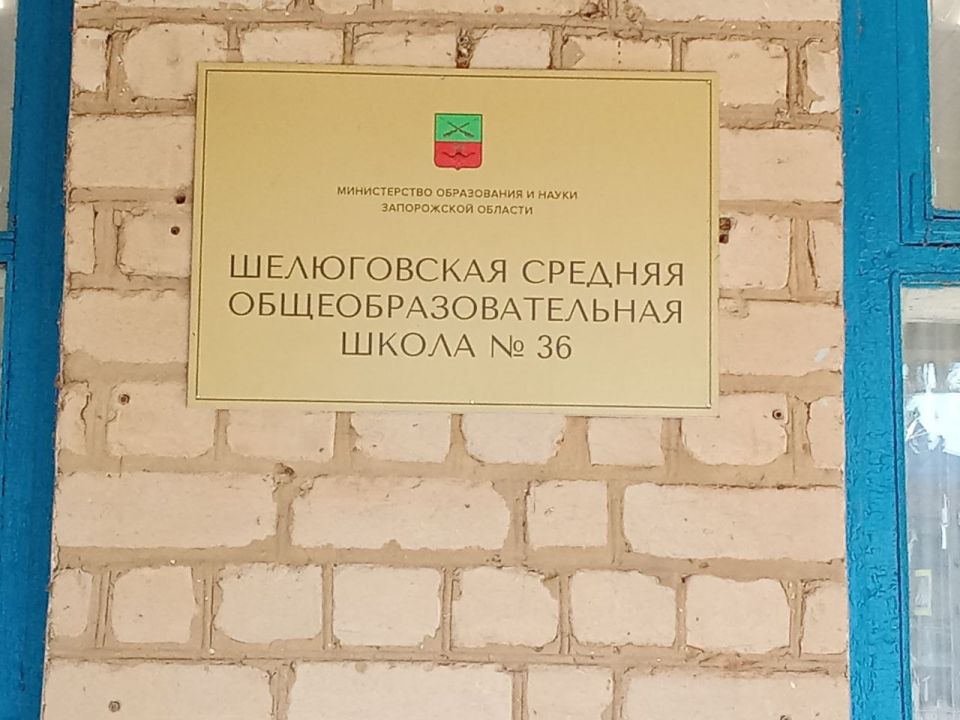 МИНИСТЕРСТВО ОБРАЗОВАНИЯ И НАУКИ
ЗАПОРОЖСКОЙ ОБЛАСТИ
ШЕЛЮГОВСКАЯ СРЕДНЯЯ
ОБЩЕОБРАЗОВАТЕЛЬНАЯ
ШКОЛА № 36